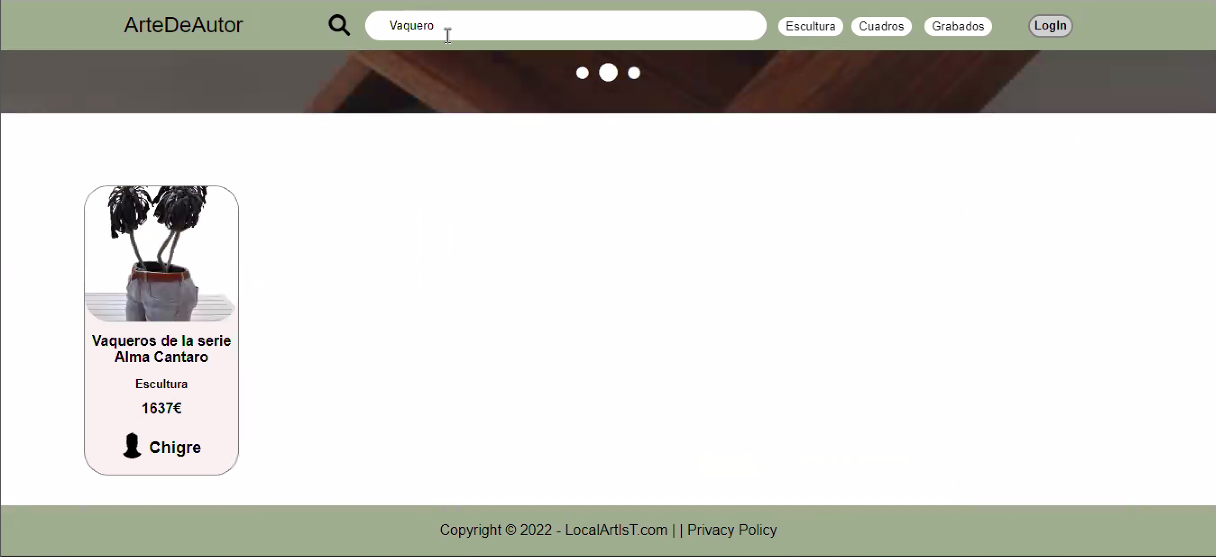 ArteDeAutor
Vaquero
Escultura
Cuadros
Grabados
LogIn
Vaqueros de la serie
Alma Cantaro
Escultura
1637€
Chigre
Copyright © 2022 - LocalArtIsT.com | | Privacy Policy